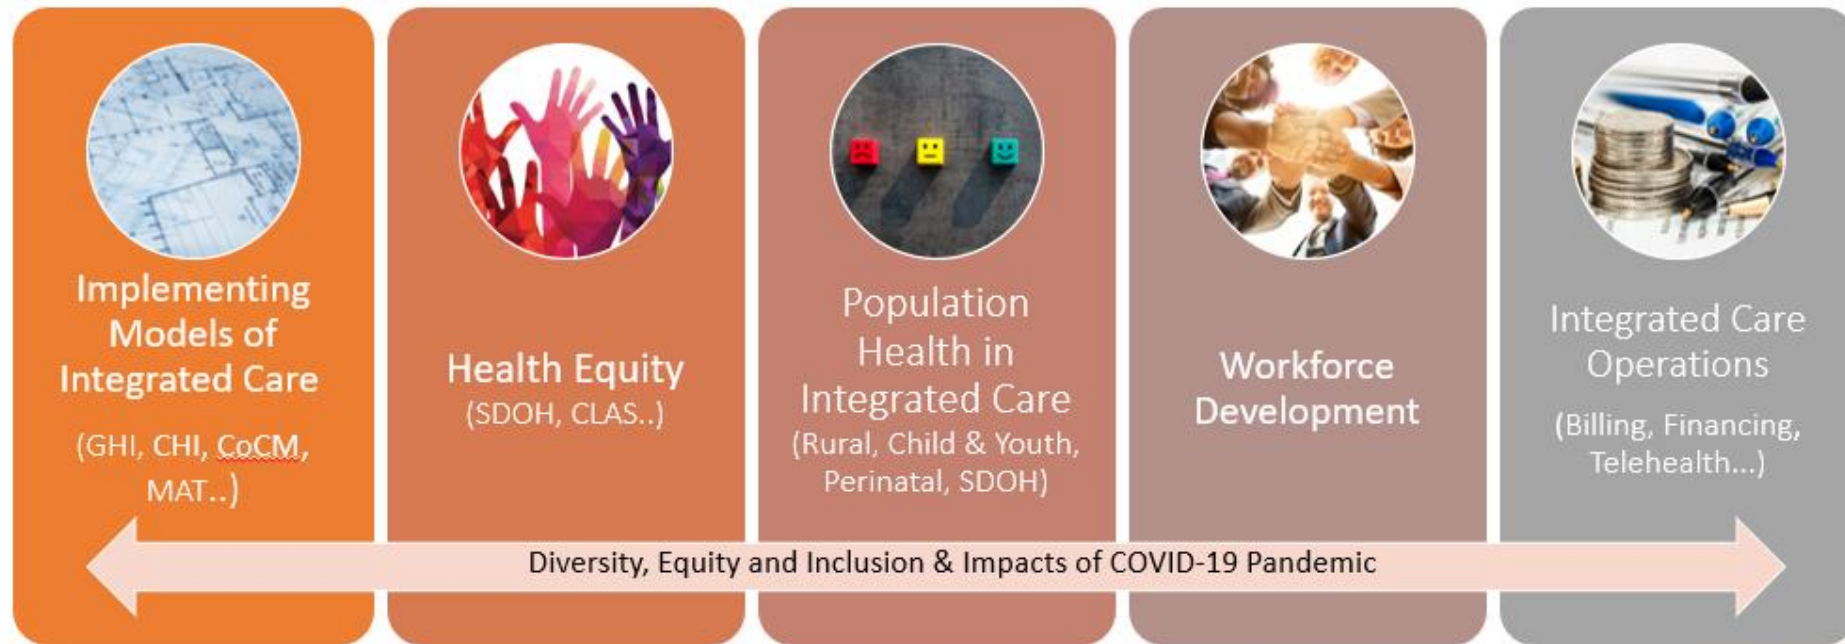 Implementing
Models of
Integrated Care
(GHI, CHI, CoCM,
MAT..)
Health Equity
(SDOH, CLAS..)
Population
Health in
Integrated Care
(Rural, Child & Youth,
Perinatal, SDOH)
Workforce
Development
Integrated Care
Operations
(Billing, Financing,
Telehealth...)
Diversity, Equity and Inclusion & Impacts of COVID-19 Pandemic